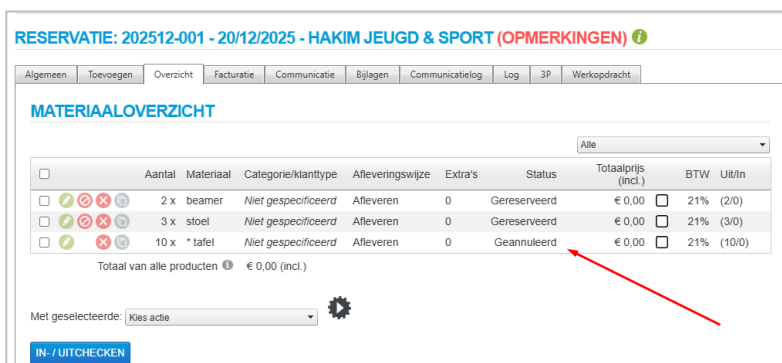 RESERVATIE: 202512-001 - 20/12/2025 - HAKIM JEUGD & SPORT (OPMERKINGEN)
Algemeen Toevoegen Overzicht Facturatie Communicatie Bijlagen Communicatielog Log 3P Werkopdracht
MATERIAALOVERZICHT
Alle
Aantal Materiaal Categorie/klanttype Afleveringswijze Extra's Status Totaalprijs (incl.) BTW Uit/In
2 x beamer Niet gespecificeerd Afleveren 0 Gereserveerd € 0,00 21% (2/0)
3 x stoel Niet gespecificeerd Afleveren 0 Gereserveerd € 0,00 21% (3/0)
10 x * tafel Niet gespecificeerd Afleveren 0 Geannuleerd € 0,00 21% (10/0)
Totaal van alle producten € 0,00 (incl.)
Met geselecteerde: Kies actie
IN- / UITCHECKEN